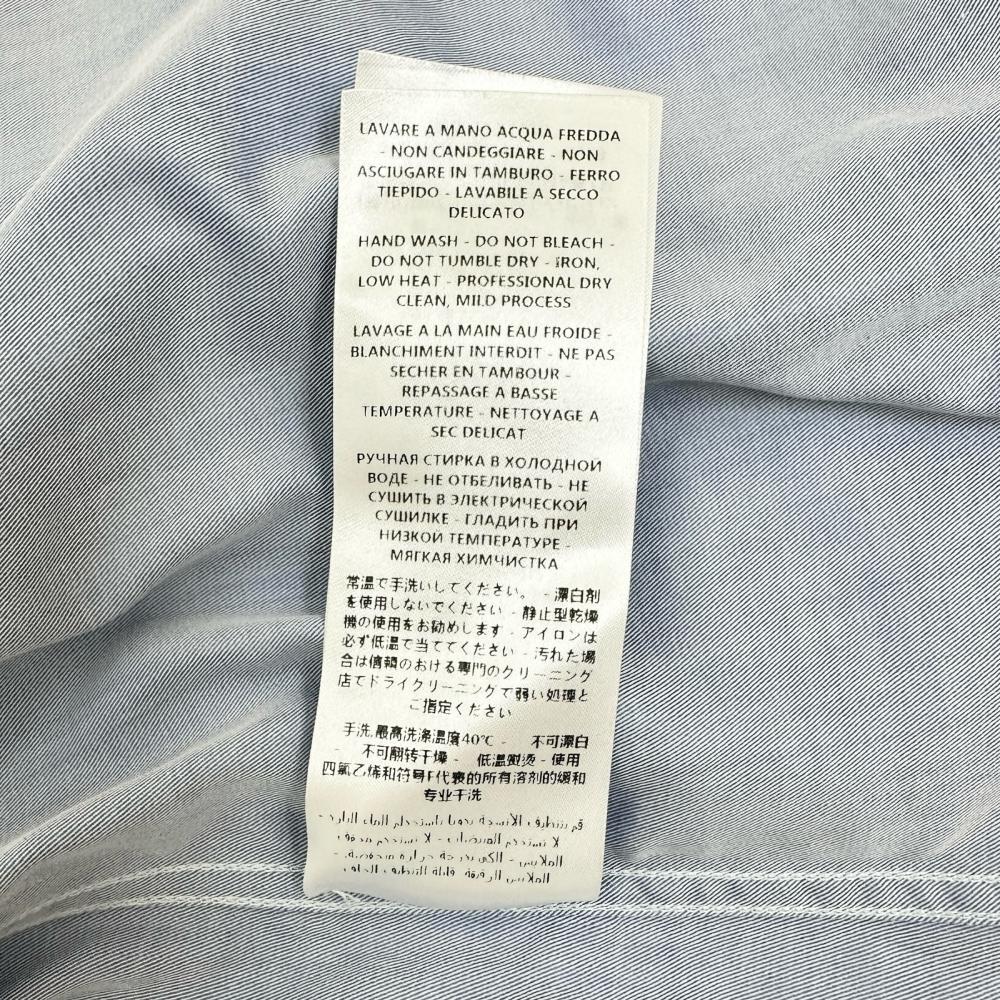 LAVARE A MANO ACQUA FREDDA
- NON CANDEGGIARE - NON
ASCIUGARE IN TAMBURO - FERRO
TIEPIDO - LAVABILE A SECCO
DELICATO
HAND WASH - DO NOT BLEACH -
DO NOT TUMBLE DRY - IRON,
LOW HEAT - PROFESSIONAL DRY
CLEAN, MILD PROCESS
LAVAGE A LA MAIN EAU FROIDE -
BLANCHIMENT INTERDIT - NE PAS
SECHER EN TAMBOUR -
REPASSAGE A BASSE
TEMPERATURE - NETTOYAGE A
SEC DELICAT
РУЧНАЯ СТИРКА В ХОЛОДНОЙ
ВОДЕ - НЕ ОТБЕЛИВАТЬ - НЕ
СУШИТЬ В ЭЛЕКТРИЧЕСКОЙ
СУШИЛКЕ - ГЛАДИТЬ ПРИ
НИЗКОЙ ТЕМПЕРАТУРЕ -
МЯГКАЯ ХИМЧИСТКА
常温で手洗いしてください。 - 漂白剤
を使用しないでください - 静止型乾燥
機の使用をお勧めします - アイロンは
必ず低温で当ててください - 汚れた場
合は信頼のおける専門のクリーニング
店でドライクリーニングで弱い処理と
ご指定ください
手洗,最高洗涤温度40℃ - 不可漂白
- 不可翻转干燥 - 低温熨烫 - 使用
四氯乙烯和符号F代表的所有溶剂的缓和
专业干洗